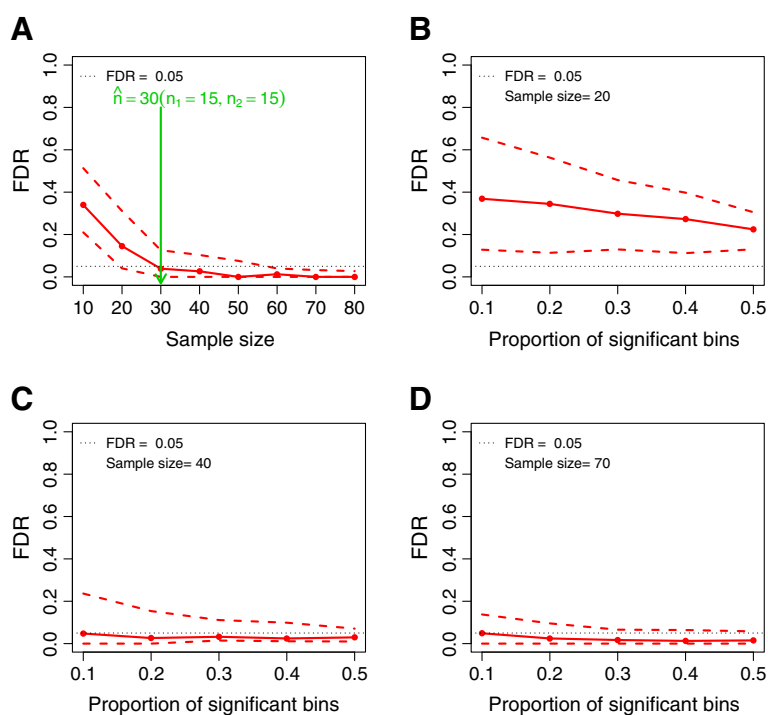 A
FDR = 0.05
n̂ = 30(n₁ = 15, n₂ = 15)
FDR
0.0 0.2 0.4 0.6 0.8 1.0
10 20 30 40 50 60 70 80
Sample size
B
FDR = 0.05
Sample size= 20
FDR
0.0 0.2 0.4 0.6 0.8 1.0
0.1 0.2 0.3 0.4 0.5
Proportion of significant bins
C
FDR = 0.05
Sample size= 40
FDR
0.0 0.2 0.4 0.6 0.8 1.0
0.1 0.2 0.3 0.4 0.5
Proportion of significant bins
D
FDR = 0.05
Sample size= 70
FDR
0.0 0.2 0.4 0.6 0.8 1.0
0.1 0.2 0.3 0.4 0.5
Proportion of significant bins